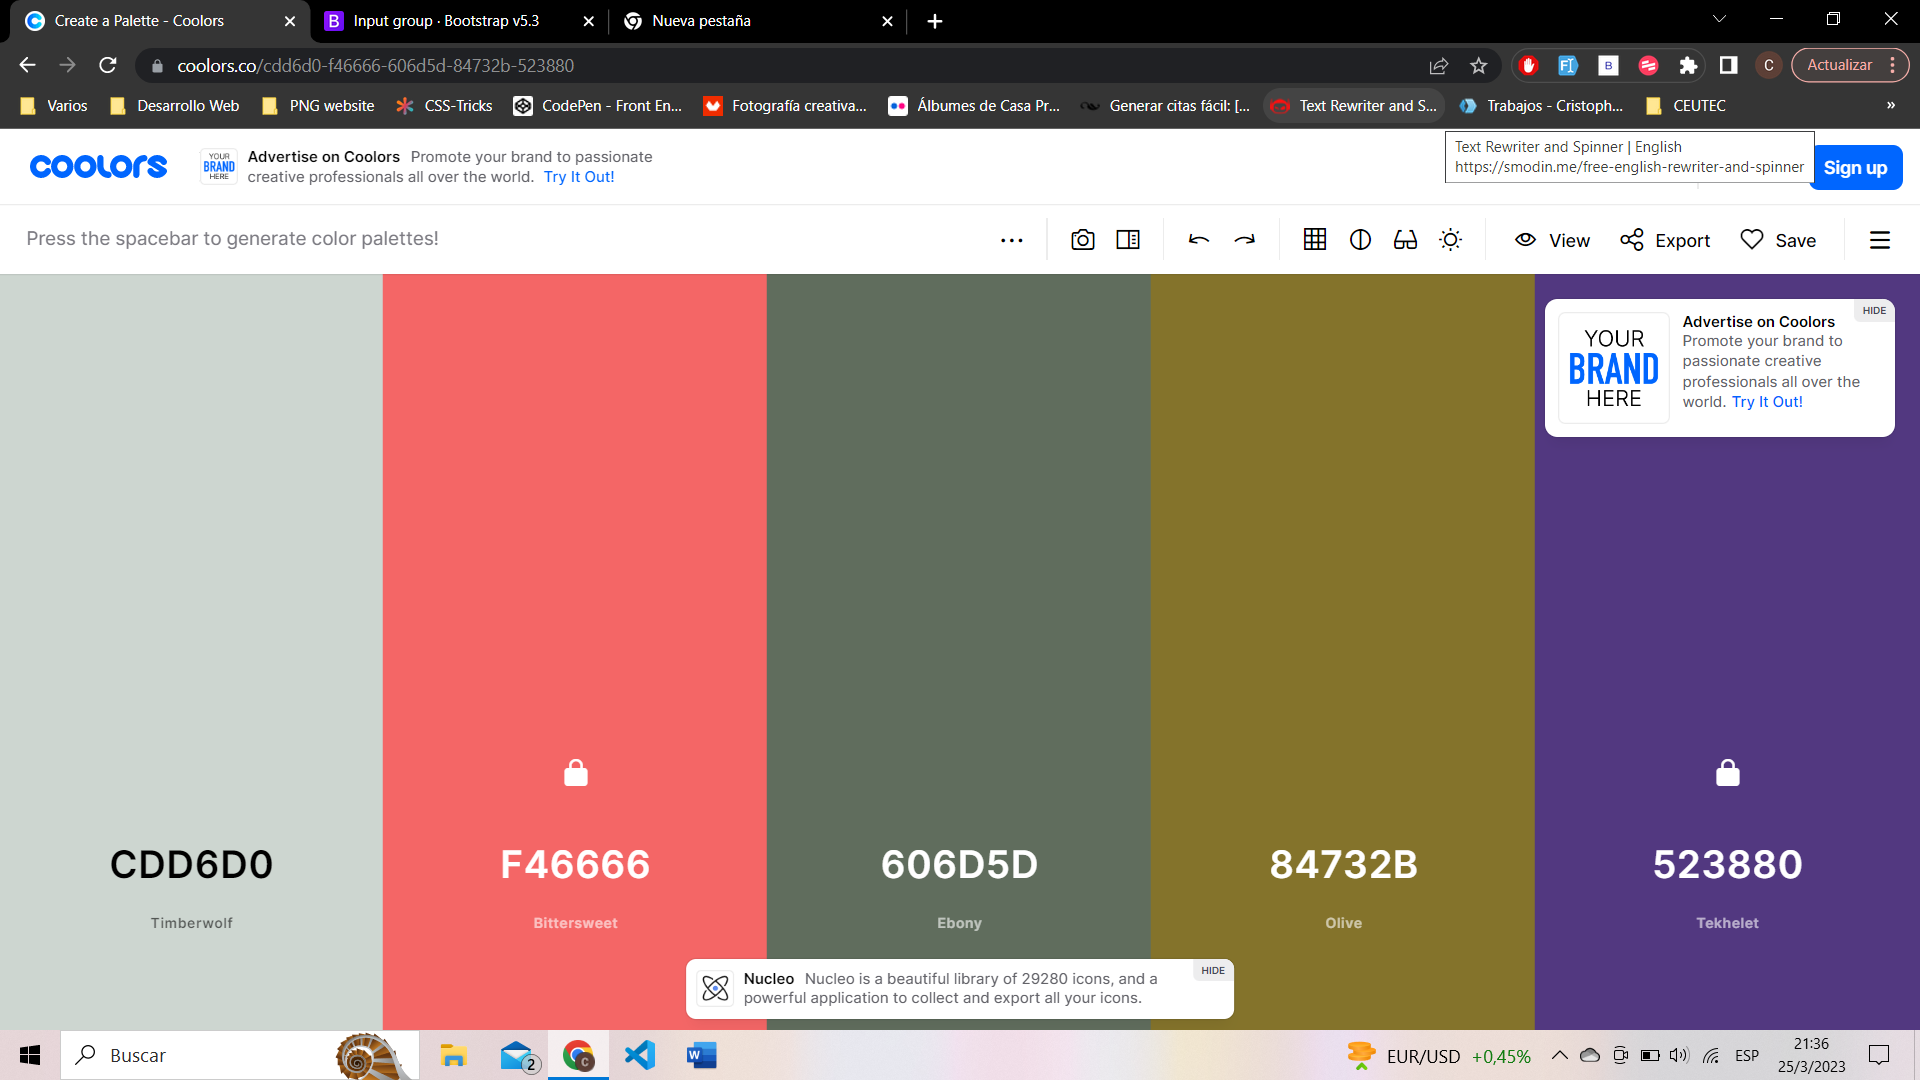 Create a Palette - Coolors
Input group · Bootstrap v5.3
Nueva pestaña
coolors.co/cdd6d0-f46666-606d5d-84732b-523880
C
Actualizar
Varios
Desarrollo Web
PNG website
CSS-Tricks
CodePen - Front En...
Fotografía creativa...
Álbumes de Casa Pr...
Generar citas fácil: [...
Text Rewriter and S...
Trabajos - Cristoph...
CEUTEC
»
Text Rewriter and Spinner | English
https://smodin.me/free-english-rewriter-and-spinner
coolors
YOUR
BRAND
HERE
Advertise on Coolors Promote your brand to passionate
creative professionals all over the world. Try It Out!
Sign up
Press the spacebar to generate color palettes!
View
Export
Save
HIDE
YOUR
BRAND
HERE
Advertise on Coolors
Promote your brand to
passionate creative
professionals all over the
world. Try It Out!
CDD6D0
F46666
606D5D
84732B
523880
Timberwolf
Bittersweet
Ebony
Olive
Tekhelet
Nucleo Nucleo is a beautiful library of 29280 icons, and a
powerful application to collect and export all your icons.
HIDE
Buscar
2
EUR/USD +0,45%
ESP
21:36
25/3/2023